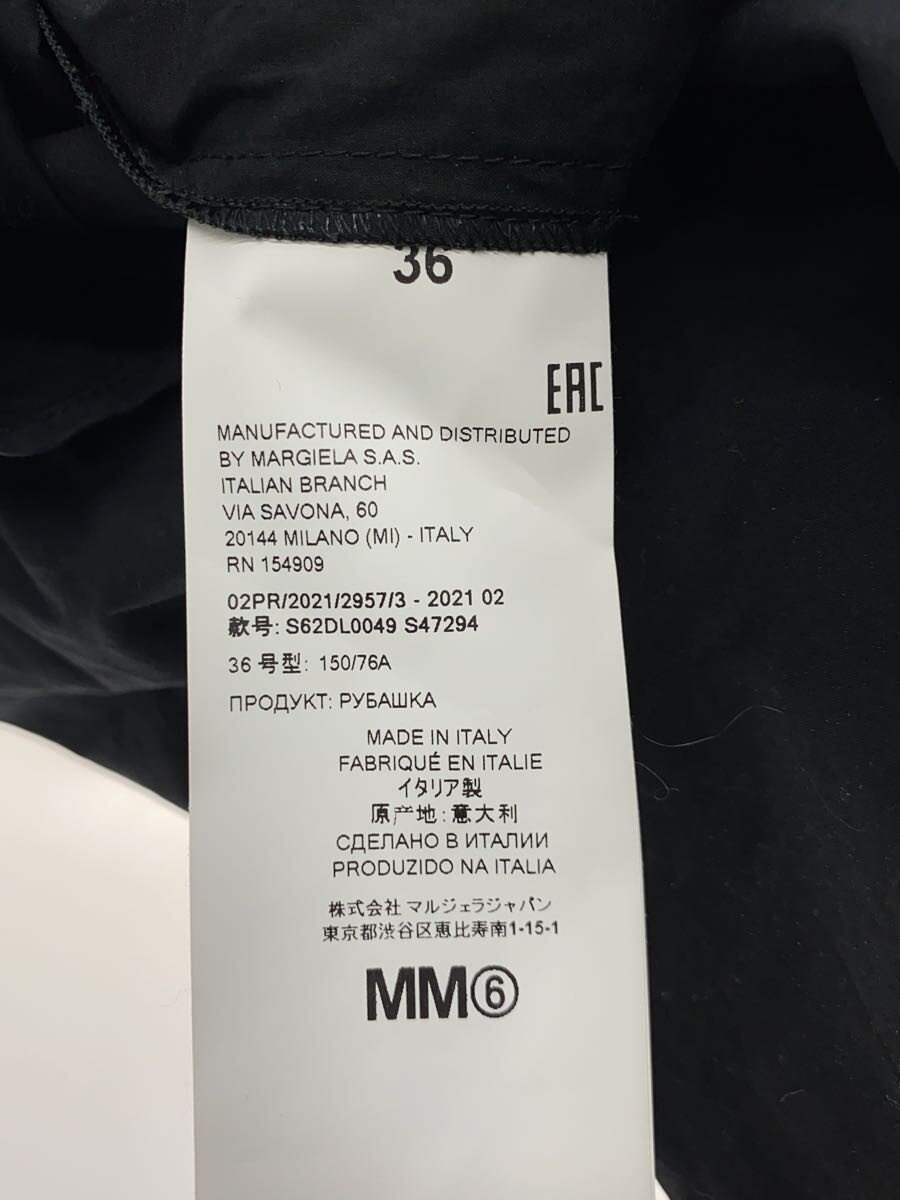 36
EAC
MANUFACTURED AND DISTRIBUTED
BY MARGIELA S.A.S.
ITALIAN BRANCH
VIA SAVONA, 60
20144 MILANO (MI) - ITALY
RN 154909
02PR/2021/2957/3 - 2021 02
款号: S62DL0049 S47294
36 号型: 150/76A
ПРОДУКТ: РУБАШКА
MADE IN ITALY
FABRIQUÉ EN ITALIE
イタリア製
原产地: 意大利
СДЕЛАНО В ИТАЛИИ
PRODUZIDO NA ITALIA
株式会社 マルジェラジャパン
東京都渋谷区恵比寿南1-15-1
MM⑥